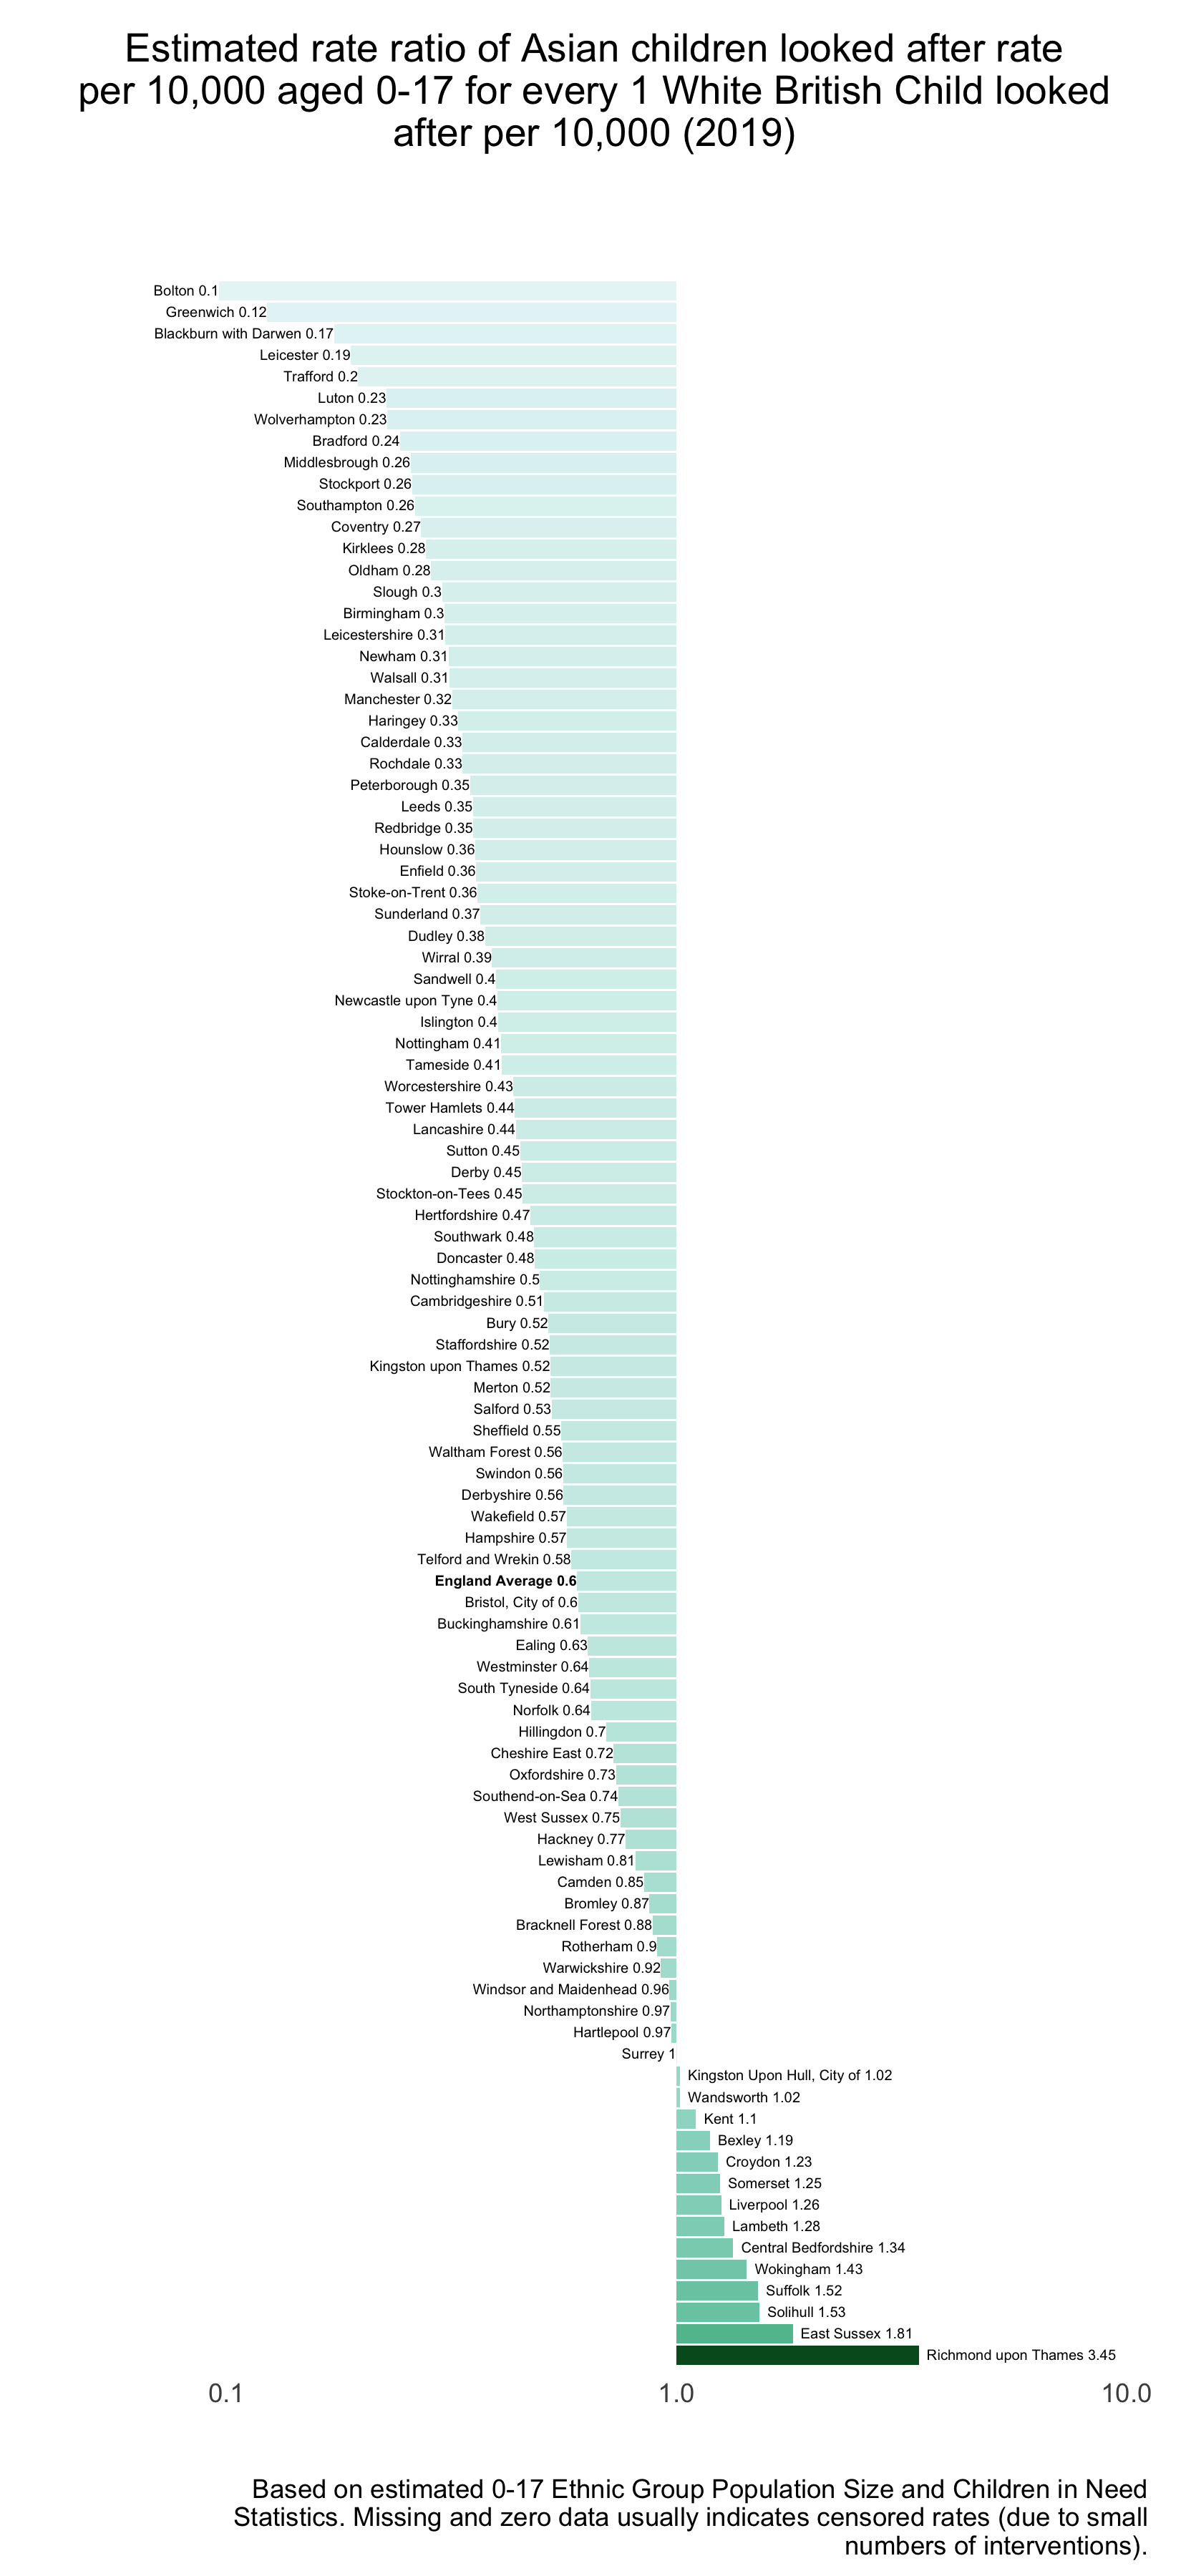 Estimated rate ratio of Asian children looked after rate
per 10,000 aged 0-17 for every 1 White British Child looked
after per 10,000 (2019)
Bolton 0.1
Greenwich 0.12
Blackburn with Darwen 0.17
Leicester 0.19
Trafford 0.2
Luton 0.23
Wolverhampton 0.23
Bradford 0.24
Middlesbrough 0.26
Stockport 0.26
Southampton 0.26
Coventry 0.27
Kirklees 0.28
Oldham 0.28
Slough 0.3
Birmingham 0.3
Leicestershire 0.31
Newham 0.31
Walsall 0.31
Manchester 0.32
Haringey 0.33
Calderdale 0.33
Rochdale 0.33
Peterborough 0.35
Leeds 0.35
Redbridge 0.35
Hounslow 0.36
Enfield 0.36
Stoke-on-Trent 0.36
Sunderland 0.37
Dudley 0.38
Wirral 0.39
Sandwell 0.4
Newcastle upon Tyne 0.4
Islington 0.4
Nottingham 0.41
Tameside 0.41
Worcestershire 0.43
Tower Hamlets 0.44
Lancashire 0.44
Sutton 0.45
Derby 0.45
Stockton-on-Tees 0.45
Hertfordshire 0.47
Southwark 0.48
Doncaster 0.48
Nottinghamshire 0.5
Cambridgeshire 0.51
Bury 0.52
Staffordshire 0.52
Kingston upon Thames 0.52
Merton 0.52
Salford 0.53
Sheffield 0.55
Waltham Forest 0.56
Swindon 0.56
Derbyshire 0.56
Wakefield 0.57
Hampshire 0.57
Telford and Wrekin 0.58
England Average 0.6
Bristol, City of 0.6
Buckinghamshire 0.61
Ealing 0.63
Westminster 0.64
South Tyneside 0.64
Norfolk 0.64
Hillingdon 0.7
Cheshire East 0.72
Oxfordshire 0.73
Southend-on-Sea 0.74
West Sussex 0.75
Hackney 0.77
Lewisham 0.81
Camden 0.85
Bromley 0.87
Bracknell Forest 0.88
Rotherham 0.9
Warwickshire 0.92
Windsor and Maidenhead 0.96
Northamptonshire 0.97
Hartlepool 0.97
Surrey 1
Kingston Upon Hull, City of 1.02
Wandsworth 1.02
Kent 1.1
Bexley 1.19
Croydon 1.23
Somerset 1.25
Liverpool 1.26
Lambeth 1.28
Central Bedfordshire 1.34
Wokingham 1.43
Suffolk 1.52
Solihull 1.53
East Sussex 1.81
Richmond upon Thames 3.45
0.1 1.0 10.0
Based on estimated 0-17 Ethnic Group Population Size and Children in Need
Statistics. Missing and zero data usually indicates censored rates (due to small
numbers of interventions).